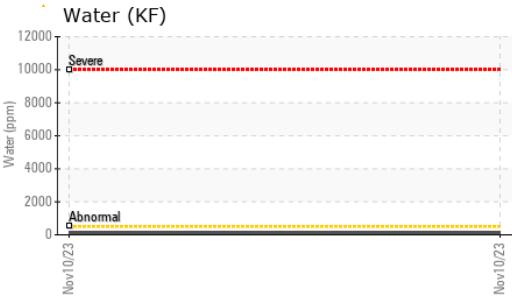 Water (KF)
12000
10000
8000
6000
4000
2000
0
Water (ppm)
Severe
Abnormal
Nov10/23
Nov10/23